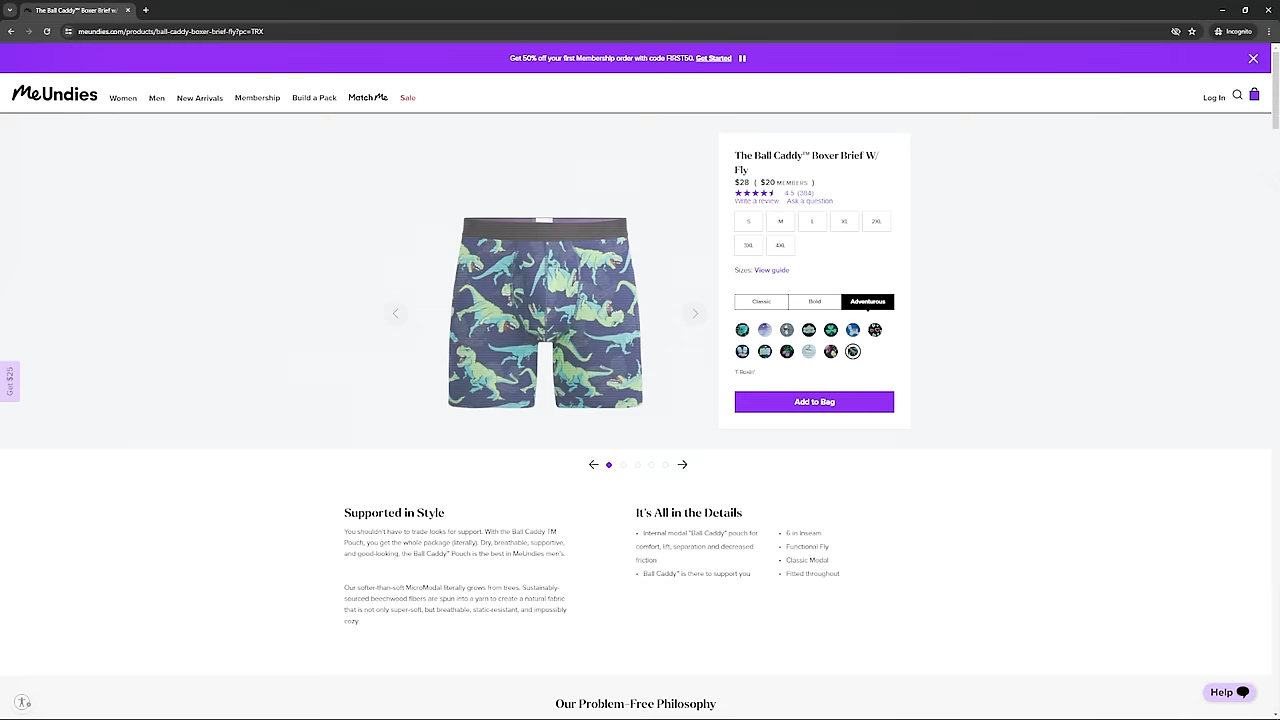 The Ball Caddy™ Boxer Brief w/
meundies.com/products/ball-caddy-boxer-brief-fly?pc=TRX
Incognito
Get 50% off your first Membership order with code FIRST50. Get Started
MeUndies
Women
Men
New Arrivals
Membership
Build a Pack
MatchMe
Sale
Log In
The Ball Caddy™ Boxer Brief W/
Fly
$28 ( $20 MEMBERS )
4.5 (384)
Write a review Ask a question
S M L XL 2XL
3XL 4XL
Sizes: View guide
Classic Bold Adventurous
Add to Bag
Get $25
Supported in Style
You shouldn't have to trade looks for support. With the Ball Caddy TM
Pouch, you get the whole package (literally). Dry, breathable, supportive,
and good-looking, the Ball Caddy™ Pouch is the best in MeUndies men's.
Our softer-than-soft MicroModal literally grows from trees. Sustainably-
sourced beechwood fibers are spun into a yarn to create a natural fabric
that is not only super-soft, but breathable, static-resistant, and impossibly
cozy.
It's All in the Details
• Internal modal "Ball Caddy" pouch for
comfort, lift, separation and decreased
friction
• Ball Caddy™ is there to support you
• 6 in Inseam
• Functional Fly
• Classic Modal
• Fitted throughout
Our Problem-Free Philosophy
Help